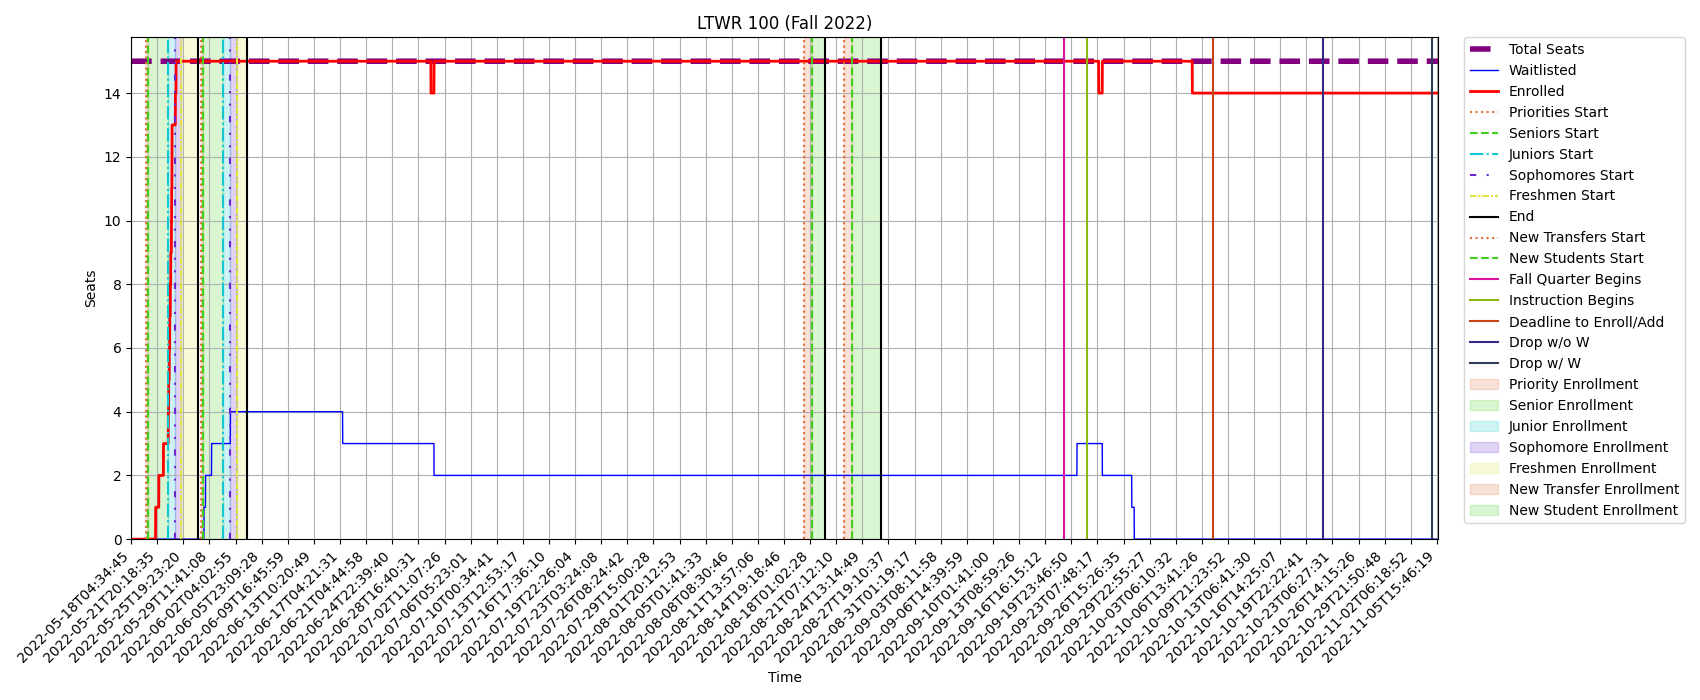 LTWR 100 (Fall 2022)
Seats
14
12
10
8
6
4
2
0
2022-05-18T04:34:45
2022-05-21T20:18:35
2022-05-25T19:23:20
2022-05-29T11:41:08
2022-06-02T04:02:55
2022-06-05T23:09:28
2022-06-09T16:45:59
2022-06-13T10:20:49
2022-06-17T04:21:31
2022-06-21T04:44:58
2022-06-24T22:39:40
2022-06-28T16:40:31
2022-07-02T11:07:26
2022-07-06T05:23:01
2022-07-10T00:34:41
2022-07-13T12:53:17
2022-07-16T17:36:10
2022-07-19T22:26:04
2022-07-23T03:24:08
2022-07-26T08:24:42
2022-07-29T15:00:28
2022-08-01T20:12:53
2022-08-05T01:41:33
2022-08-08T08:30:46
2022-08-11T13:57:06
2022-08-14T19:18:46
2022-08-18T01:02:28
2022-08-21T07:12:10
2022-08-24T13:14:49
2022-08-27T19:10:37
2022-08-31T01:19:17
2022-09-03T08:11:58
2022-09-06T14:39:59
2022-09-10T01:41:00
2022-09-13T08:59:26
2022-09-16T16:15:12
2022-09-19T23:46:50
2022-09-23T07:48:17
2022-09-26T15:26:35
2022-09-29T22:55:27
2022-10-03T06:10:32
2022-10-06T13:41:26
2022-10-09T21:23:52
2022-10-13T06:41:30
2022-10-16T14:25:07
2022-10-19T22:22:41
2022-10-23T06:27:31
2022-10-26T14:15:26
2022-10-29T21:50:48
2022-11-02T06:18:52
2022-11-05T15:46:19
Time
Total Seats
Waitlisted
Enrolled
Priorities Start
Seniors Start
Juniors Start
Sophomores Start
Freshmen Start
End
New Transfers Start
New Students Start
Fall Quarter Begins
Instruction Begins
Deadline to Enroll/Add
Drop w/o W
Drop w/ W
Priority Enrollment
Senior Enrollment
Junior Enrollment
Sophomore Enrollment
Freshmen Enrollment
New Transfer Enrollment
New Student Enrollment